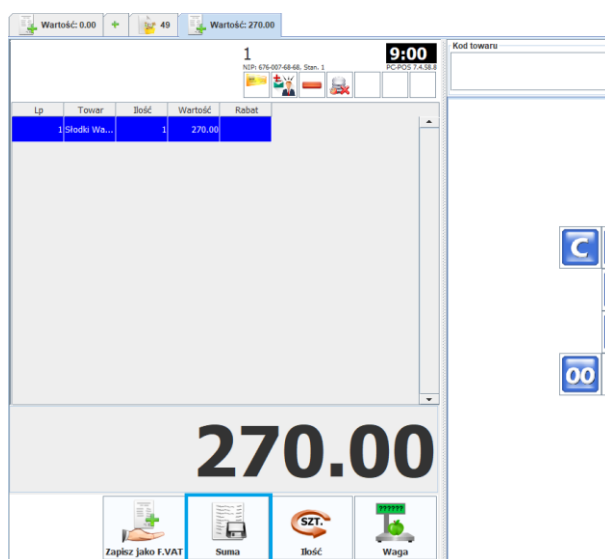 Wartość: 0.00 + 49 Wartość: 270.00
1 9:00
NIP: 676-007-68-68, Stan. 1 PC-POS 7.4.58.8
Kod towaru
Lp Towar Ilość Wartość Rabat
1 Słodki Wa... 1 270.00
C
00
270.00
SZT. ??????
Zapisz jako F.VAT Suma Ilość Waga